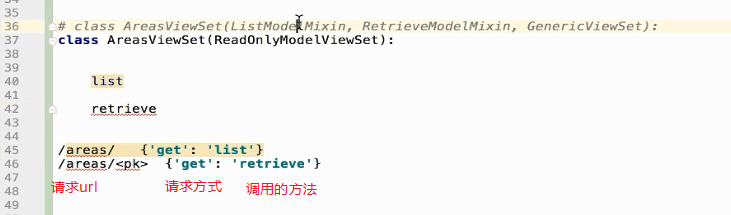 35
36 # class AreasViewSet(ListModelMixin, RetrieveModelMixin, GenericViewSet):
37 class AreasViewSet(ReadOnlyModelViewSet):
38
39
40 list
41
42 retrieve
43
44
45 /areas/ {'get': 'list'}
46 /areas/<pk> {'get': 'retrieve'}
47 请求url 请求方式 调用的方法
48
49